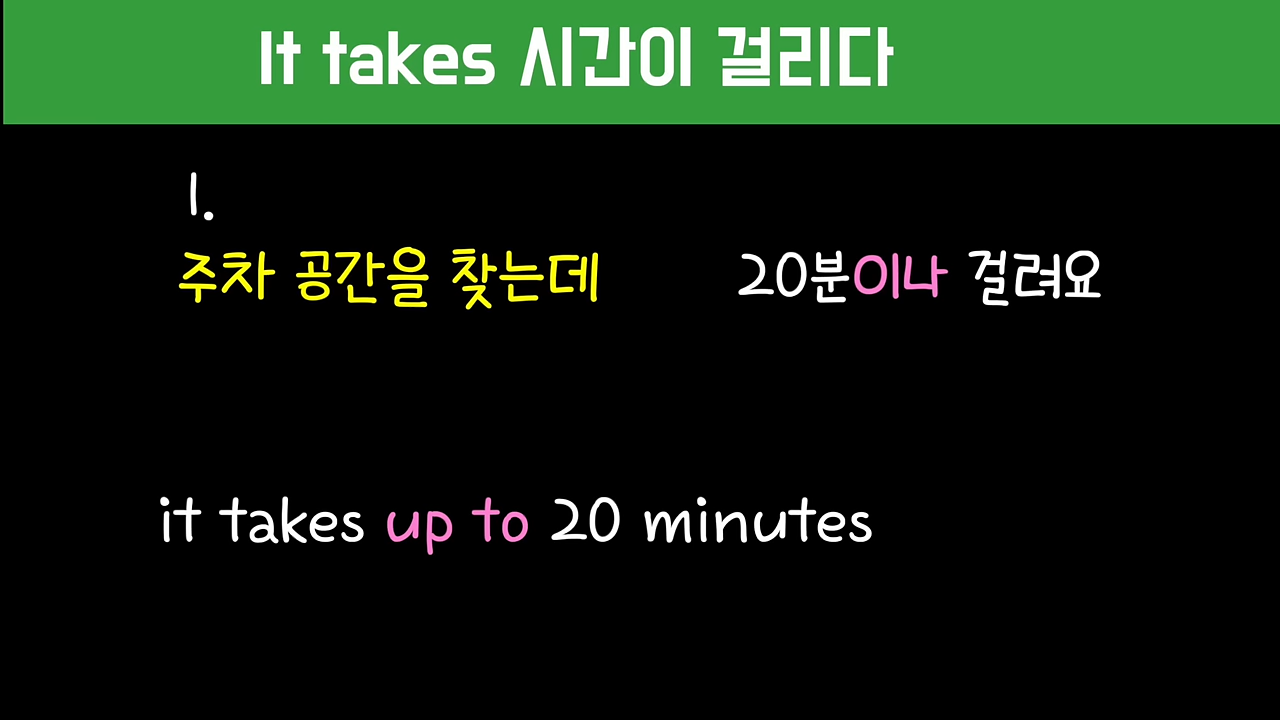 It takes 시간이 걸리다
1.
주차 공간을 찾는데 20분이나 걸려요
it takes up to 20 minutes